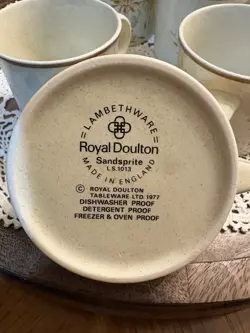 = LAMBETHWARE =
Royal Doulton
Sandsprite
L.S.1013
MADE IN ENGLAND
© ROYAL DOULTON
TABLEWARE LTD. 1977
DISHWASHER PROOF
DETERGENT PROOF
FREEZER & OVEN PROOF